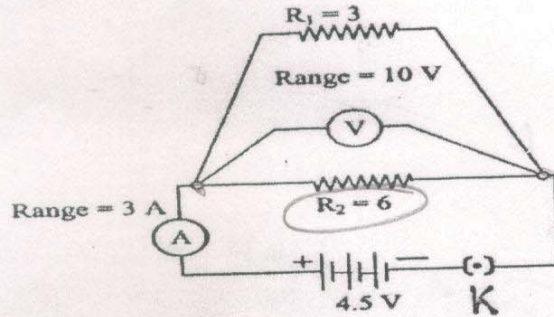 R₁ = 3
Range = 10 V
V
Range = 3 A
A
R₂ = 6
+ −
4.5 V
(•)
K